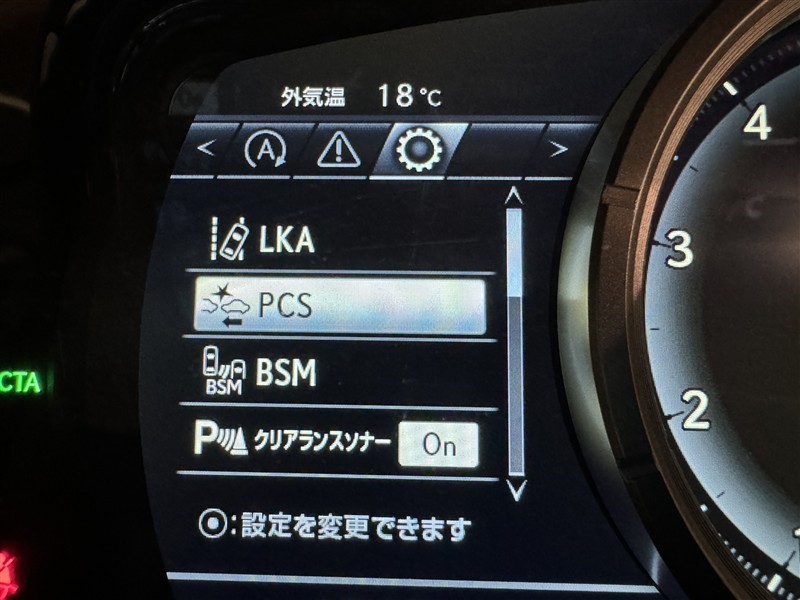 外気温 18℃
A
LKA
PCS
BSM BSM
P クリアランスソナー On
:設定を変更できます
CTA
4
3
2
1